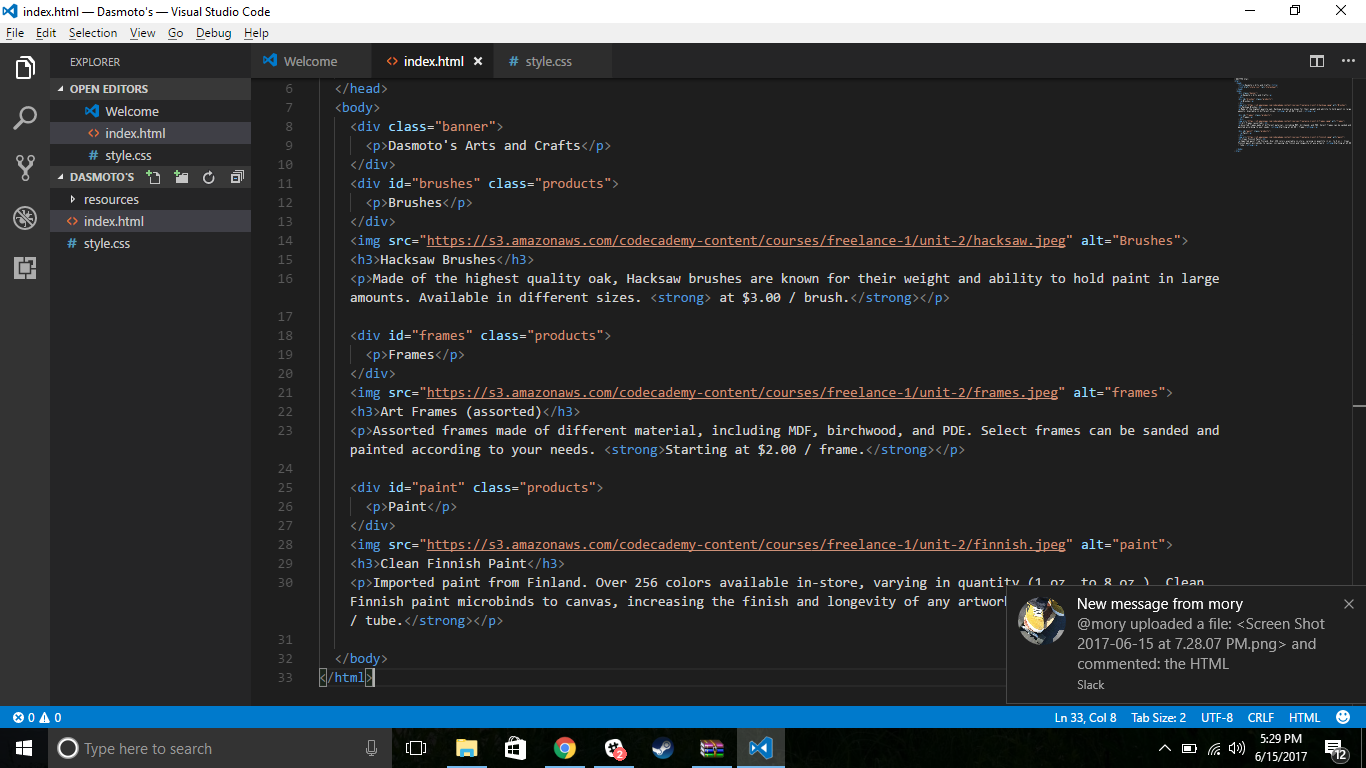 index.html — Dasmoto's — Visual Studio Code
File Edit Selection View Go Debug Help
EXPLORER
OPEN EDITORS
Welcome
index.html
style.css
DASMOTO'S
resources
index.html
style.css
Welcome
index.html
style.css
6 </head>
7 <body>
8 <div class="banner">
9 <p>Dasmoto's Arts and Crafts</p>
10 </div>
11 <div id="brushes" class="products">
12 <p>Brushes</p>
13 </div>
14 <img src="https://s3.amazonaws.com/codecademy-content/courses/freelance-1/unit-2/hacksaw.jpeg" alt="Brushes">
15 <h3>Hacksaw Brushes</h3>
16 <p>Made of the highest quality oak, Hacksaw brushes are known for their weight and ability to hold paint in large
amounts. Available in different sizes. <strong> at $3.00 / brush.</strong></p>
17
18 <div id="frames" class="products">
19 <p>Frames</p>
20 </div>
21 <img src="https://s3.amazonaws.com/codecademy-content/courses/freelance-1/unit-2/frames.jpeg" alt="frames">
22 <h3>Art Frames (assorted)</h3>
23 <p>Assorted frames made of different material, including MDF, birchwood, and PDE. Select frames can be sanded and
painted according to your needs. <strong>Starting at $2.00 / frame.</strong></p>
24
25 <div id="paint" class="products">
26 <p>Paint</p>
27 </div>
28 <img src="https://s3.amazonaws.com/codecademy-content/courses/freelance-1/unit-2/finnish.jpeg" alt="paint">
29 <h3>Clean Finnish Paint</h3>
30 <p>Imported paint from Finland. Over 256 colors available in-store, varying in quantity (1 oz. to 8 oz.). Clean
Finnish paint microbinds to canvas, increasing the finish and longevity of any artwork
/ tube.</strong></p>
31
32 </body>
33 </html>
New message from mory
@mory uploaded a file: <Screen Shot
2017-06-15 at 7.28.07 PM.png> and
commented: the HTML
Slack
0 0
Ln 33, Col 8 Tab Size: 2 UTF-8 CRLF HTML
Type here to search
2
5:29 PM
6/15/2017
12